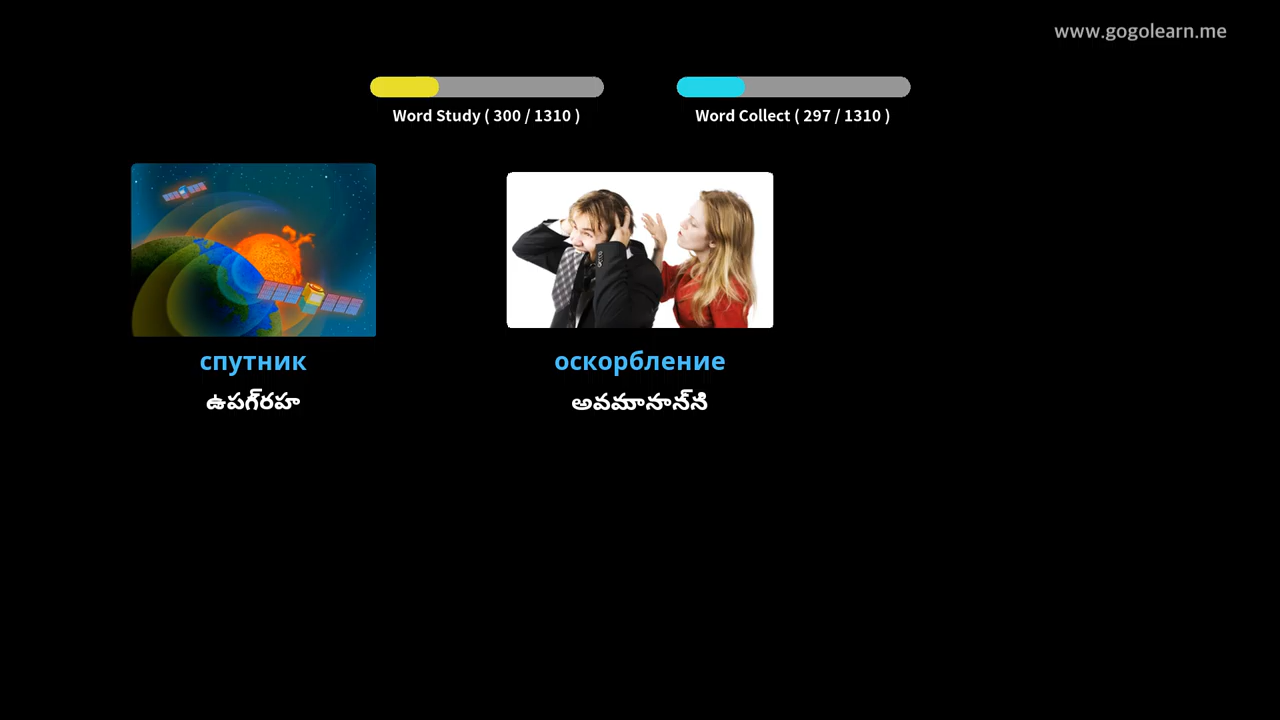 www.gogolearn.me
Word Study ( 300 / 1310 )
Word Collect ( 297 / 1310 )
спутник
оскорбление
ఉపగ్‌రహ
అవమానాన్‌ని